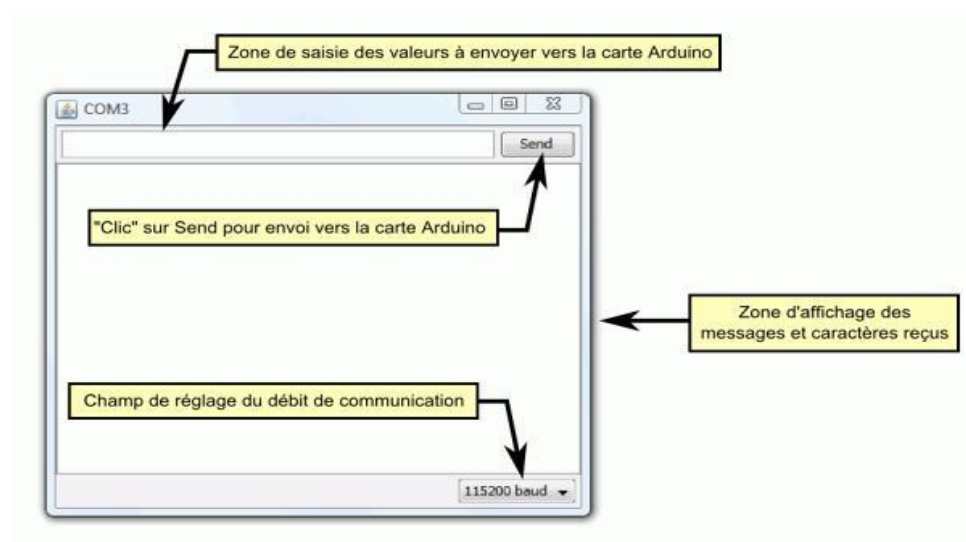 Zone de saisie des valeurs à envoyer vers la carte Arduino
COM3
Send
"Clic" sur Send pour envoi vers la carte Arduino
Zone d'affichage des
messages et caractères reçus
Champ de réglage du débit de communication
115200 baud